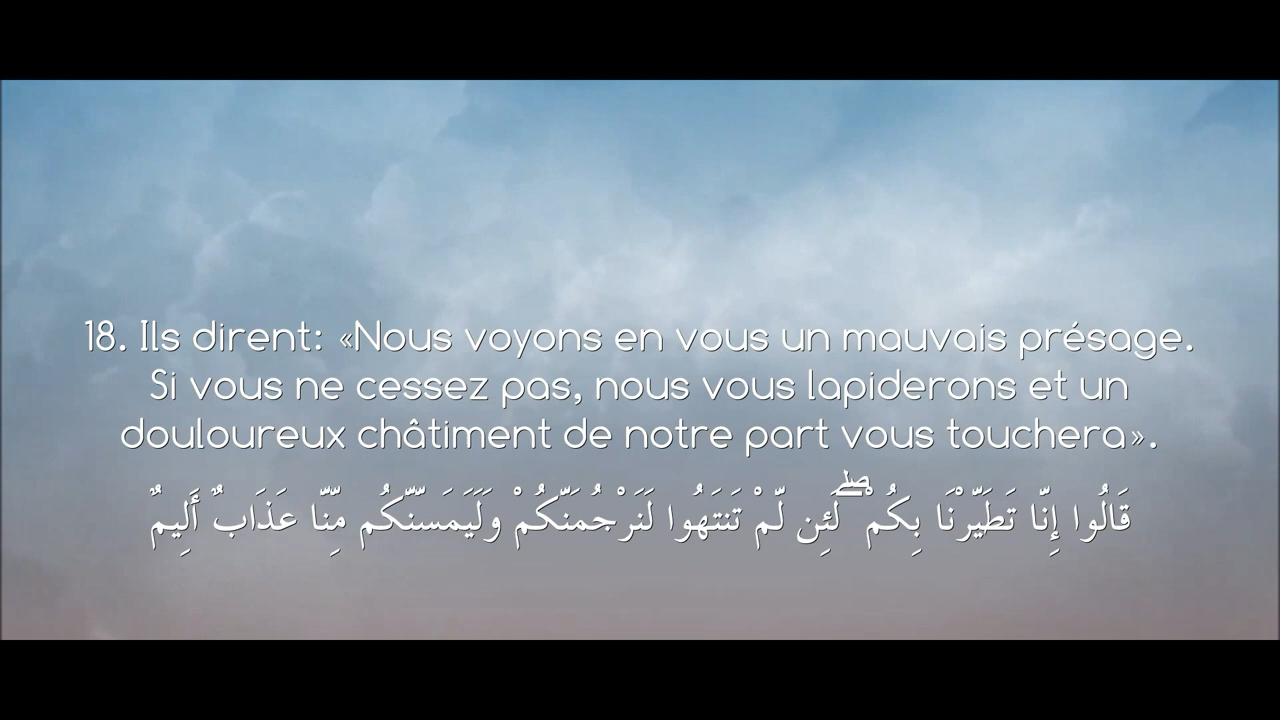 18. Ils dirent: «Nous voyons en vous un mauvais présage.
Si vous ne cessez pas, nous vous lapiderons et un
douloureux châtiment de notre part vous touchera».
قَالُوا إِنَّا تَطَيَّرْنَا بِكُمْ ۖ لَئِن لَّمْ تَنتَهُوا لَنَرْجُمَنَّكُمْ وَلَيَمَسَّنَّكُم مِّنَّا عَذَابٌ أَلِيمٌ